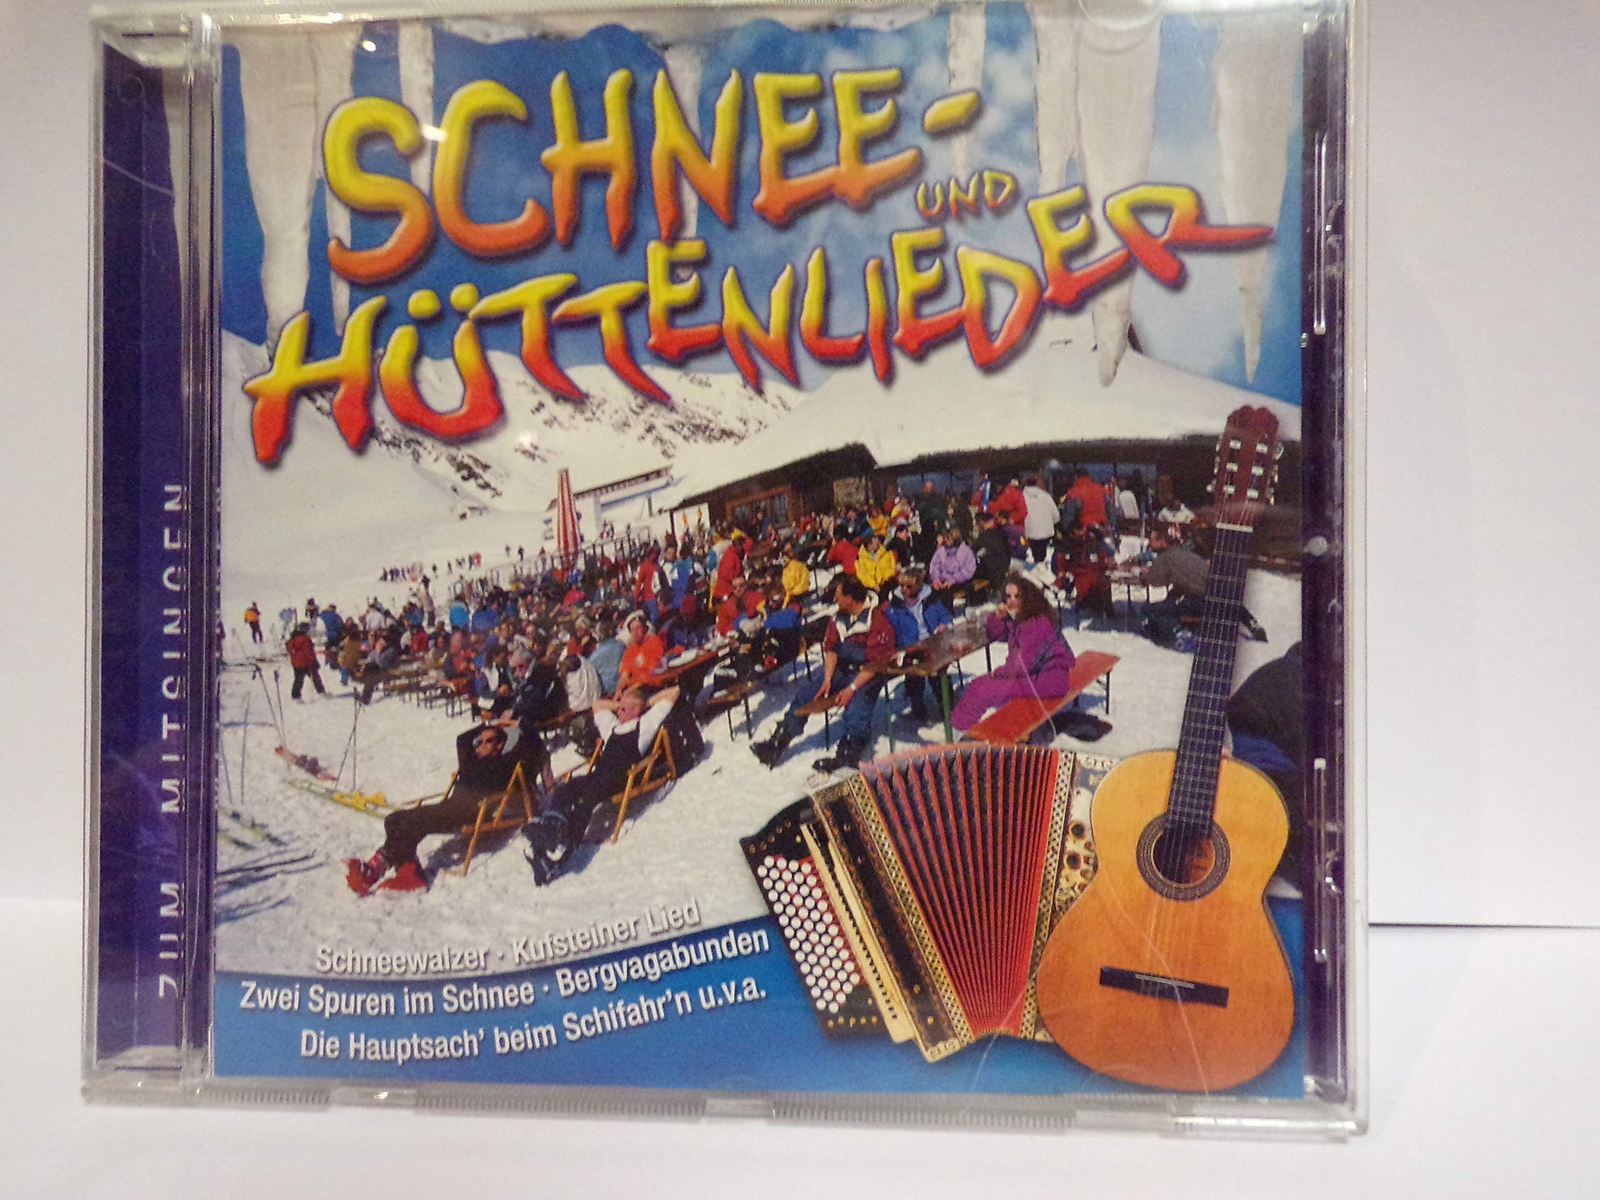 SCHNEE-
UND
HÜTTENLIEDER
Schneewalzer · Kufsteiner Lied
Zwei Spuren im Schnee · Bergvagabunden
Die Hauptsach' beim Schifahr'n u.v.a.
ZUM MITSINGEN